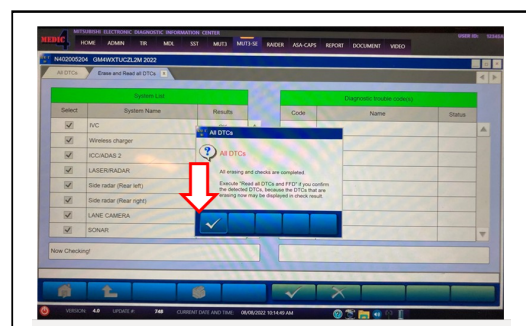 MEDIC 4 MITSUBISHI ELECTRONIC DIAGNOSTIC INFORMATION CENTER
HOME ADMIN TIR MDL SST MUT3 MUT3-SE RAIDER ASA-CAPS REPORT DOCUMENT VIDEO
N402005204 GM4WXTUCZL2M 2022
All DTCs Erase and Read all DTCs
System List Diagnostic trouble code(s)
Select System Name Results Code Name Status
IVC
Wireless charger
ICC/ADAS 2
LASER/RADAR
Side radar (Rear left)
Side radar (Rear right)
LANE CAMERA
SONAR
All DTCs
All DTCs
All erasing and checks are completed.
Execute "Read all DTCs and FFD" if you confirm
the detected DTCs, because the DTCs that are
erasing now may be displayed in check result.
Now Checking!
VERSION 4.0 UPDATE # 748 CURRENT DATE AND TIME 08/08/2022 10:14:49 AM